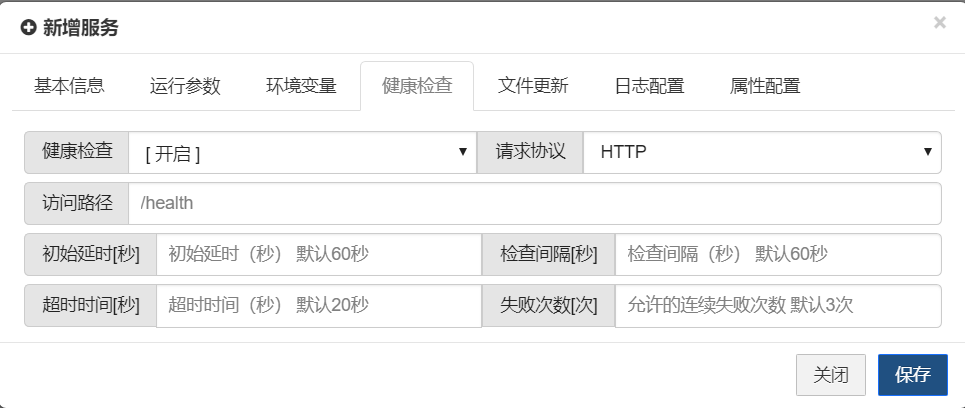 新增服务 ×
基本信息 运行参数 环境变量 健康检查 文件更新 日志配置 属性配置
健康检查 [ 开启 ] 请求协议 HTTP
访问路径 /health
初始延时[秒] 初始延时（秒） 默认60秒 检查间隔[秒] 检查间隔（秒） 默认60秒
超时时间[秒] 超时时间（秒） 默认20秒 失败次数[次] 允许的连续失败次数 默认3次
关闭 保存